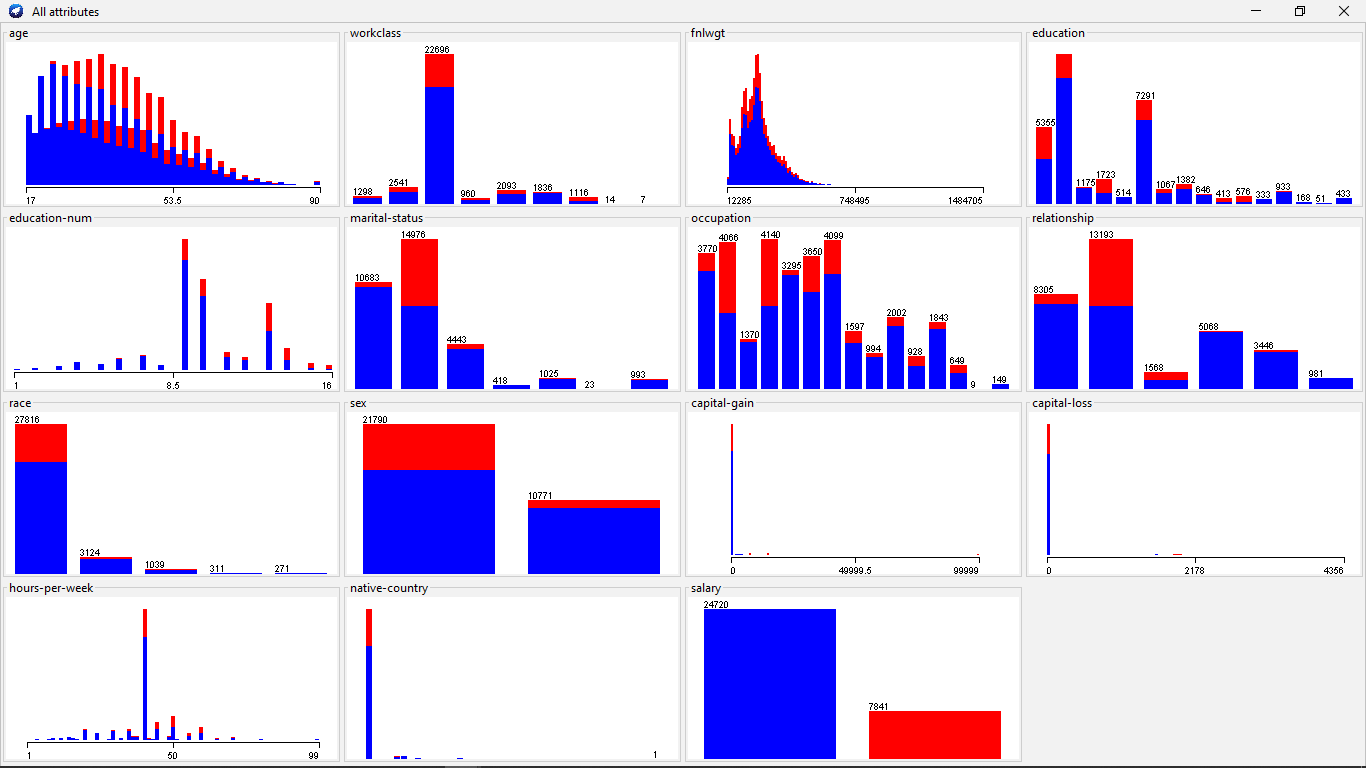 All attributes
age
17 53.5 90
workclass
22696
1298 2541 960 2093 1836 1116 14 7
fnlwgt
12285 748495 1484705
education
5355 1175 1723 514 7291 1067 1382 646 413 576 333 933 168 51 433
education-num
1 8.5 16
marital-status
10683 14976 4443 418 1025 23 993
occupation
3770 4066 1370 4140 3295 3650 4099 1597 994 2002 928 1843 649 9 149
relationship
8305 13193 1568 5068 3446 981
race
27816 3124 1039 311 271
sex
21790 10771
capital-gain
0 49999.5 99999
capital-loss
0 2178 4356
hours-per-week
1 50 99
native-country
1
salary
24720 7841